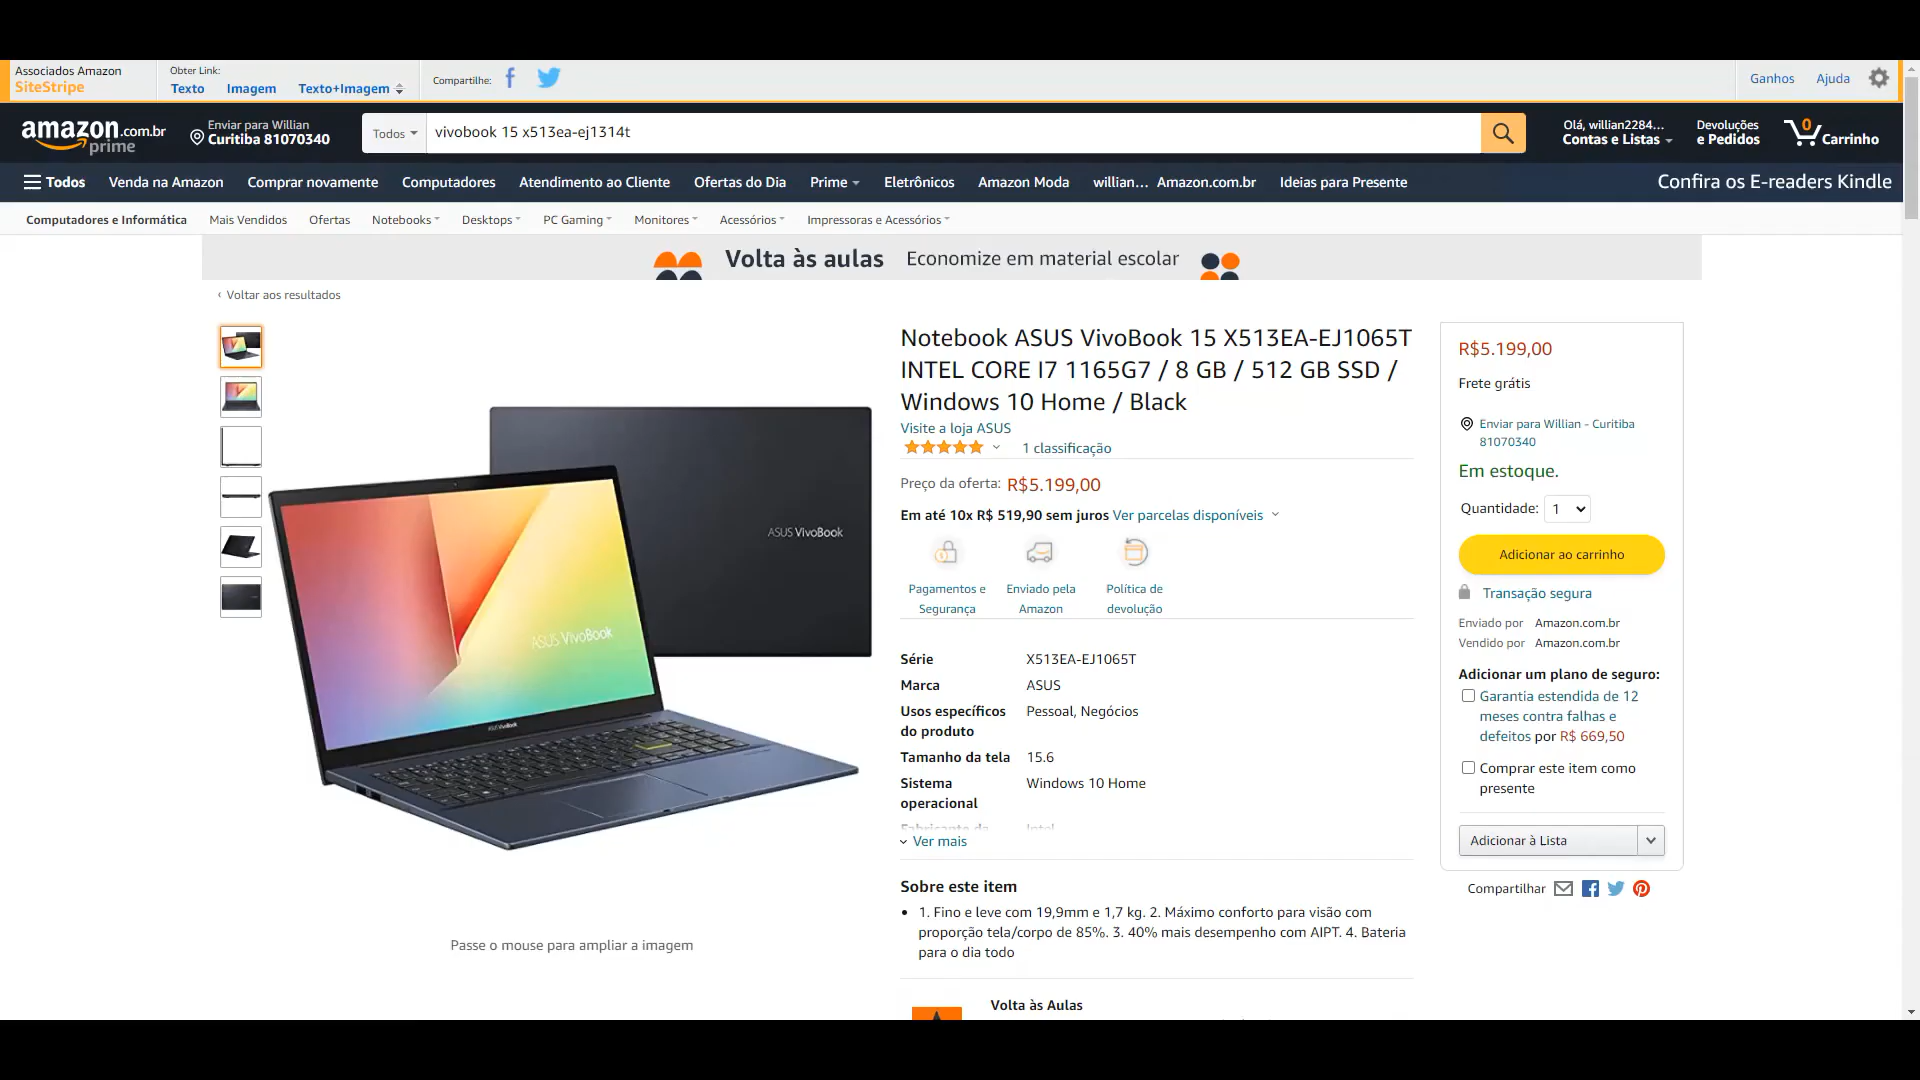 Associados Amazon
SiteStripe
Obter Link:
Texto Imagem Texto+Imagem
Compartilhe:
Ganhos Ajuda
amazon.com.br
prime
Enviar para Willian
Curitiba 81070340
Todos
vivobook 15 x513ea-ej1314t
Olá, willian2284...
Contas e Listas
Devoluções
e Pedidos
0
Carrinho
Todos Venda na Amazon Comprar novamente Computadores Atendimento ao Cliente Ofertas do Dia Prime Eletrônicos Amazon Moda willian... Amazon.com.br Ideias para Presente
Confira os E-readers Kindle
Computadores e Informática Mais Vendidos Ofertas Notebooks Desktops PC Gaming Monitores Acessórios Impressoras e Acessórios
Volta às aulas Economize em material escolar
‹ Voltar aos resultados
ASUS VivoBook
ASUS VivoBook
ASUS VivoBook
Passe o mouse para ampliar a imagem
Notebook ASUS VivoBook 15 X513EA-EJ1065T
INTEL CORE I7 1165G7 / 8 GB / 512 GB SSD /
Windows 10 Home / Black
Visite a loja ASUS
1 classificação
Preço da oferta: R$5.199,00
Em até 10x R$ 519,90 sem juros Ver parcelas disponíveis
Pagamentos e
Segurança
Enviado pela
Amazon
Política de
devolução
Série X513EA-EJ1065T
Marca ASUS
Usos específicos
do produto
Pessoal, Negócios
Tamanho da tela 15.6
Sistema
operacional
Windows 10 Home
Fabricante da Intel
Ver mais
Sobre este item
• 1. Fino e leve com 19,9mm e 1,7 kg. 2. Máximo conforto para visão com
proporção tela/corpo de 85%. 3. 40% mais desempenho com AIPT. 4. Bateria
para o dia todo
Volta às Aulas
R$5.199,00
Frete grátis
Enviar para Willian - Curitiba
81070340
Em estoque.
Quantidade: 1
Adicionar ao carrinho
Transação segura
Enviado por Amazon.com.br
Vendido por Amazon.com.br
Adicionar um plano de seguro:
Garantia estendida de 12
meses contra falhas e
defeitos por R$ 669,50
Comprar este item como
presente
Adicionar à Lista
Compartilhar